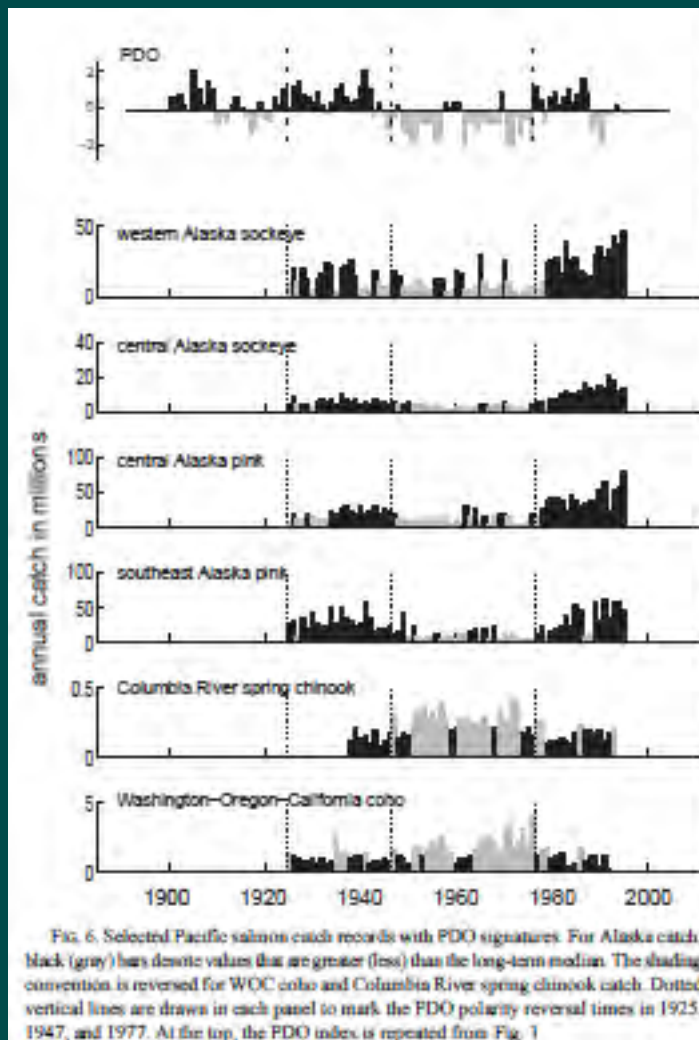 PDO
2
0
-2
50
western Alaska sockeye
0
40
central Alaska sockeye
20
0
100
central Alaska pink
50
0
100
southeast Alaska pink
50
0
0.5
Columbia River spring chinook
0
5
Washington-Oregon-California coho
0
annual catch in millions
1900 1920 1940 1960 1980 2000
FIG. 6. Selected Pacific salmon catch records with PDO signatures. For Alaska catch,
black (gray) bars denote values that are greater (less) than the long-term median. The shading
convention is reversed for WOC coho and Columbia River spring chinook catch. Dotted
vertical lines are drawn in each panel to mark the PDO polarity reversal times in 1925,
1947, and 1977. At the top, the PDO index is repeated from Fig. 1